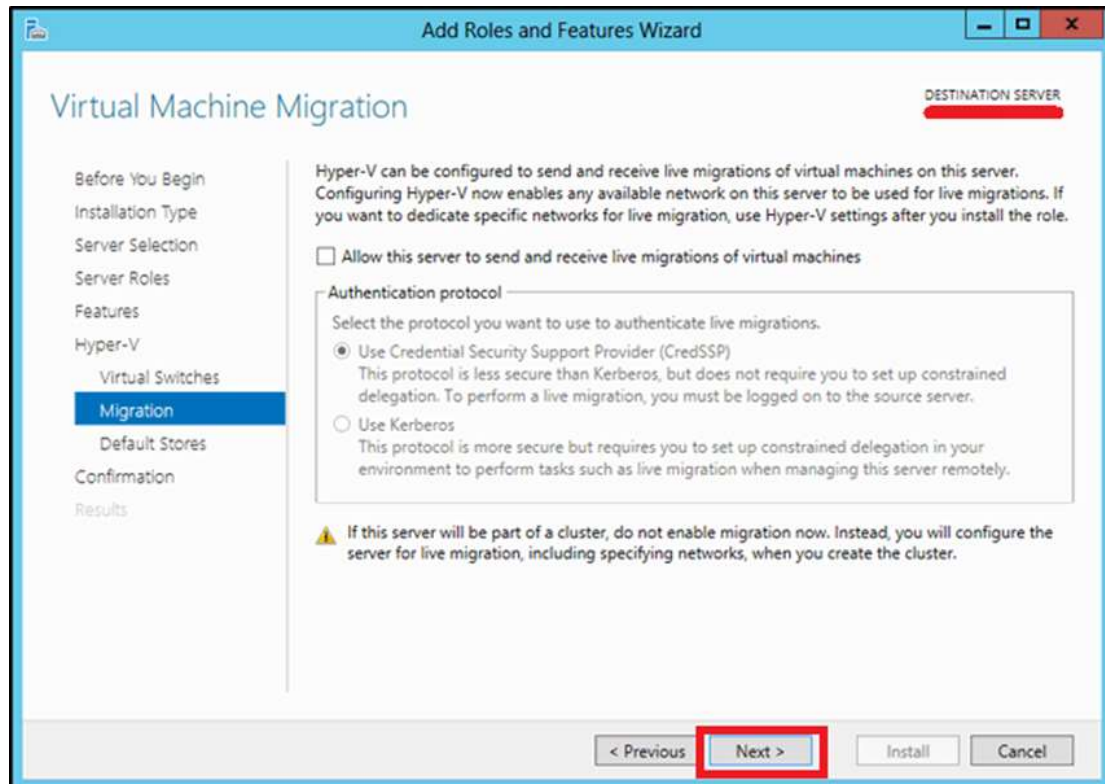 Add Roles and Features Wizard
Virtual Machine Migration
DESTINATION SERVER
Before You Begin
Installation Type
Server Selection
Server Roles
Features
Hyper-V
Virtual Switches
Migration
Default Stores
Confirmation
Results
Hyper-V can be configured to send and receive live migrations of virtual machines on this server.
Configuring Hyper-V now enables any available network on this server to be used for live migrations. If
you want to dedicate specific networks for live migration, use Hyper-V settings after you install the role.
Allow this server to send and receive live migrations of virtual machines
Authentication protocol
Select the protocol you want to use to authenticate live migrations.
Use Credential Security Support Provider (CredSSP)
This protocol is less secure than Kerberos, but does not require you to set up constrained
delegation. To perform a live migration, you must be logged on to the source server.
Use Kerberos
This protocol is more secure but requires you to set up constrained delegation in your
environment to perform tasks such as live migration when managing this server remotely.
If this server will be part of a cluster, do not enable migration now. Instead, you will configure the
server for live migration, including specifying networks, when you create the cluster.
< Previous
Next >
Install
Cancel